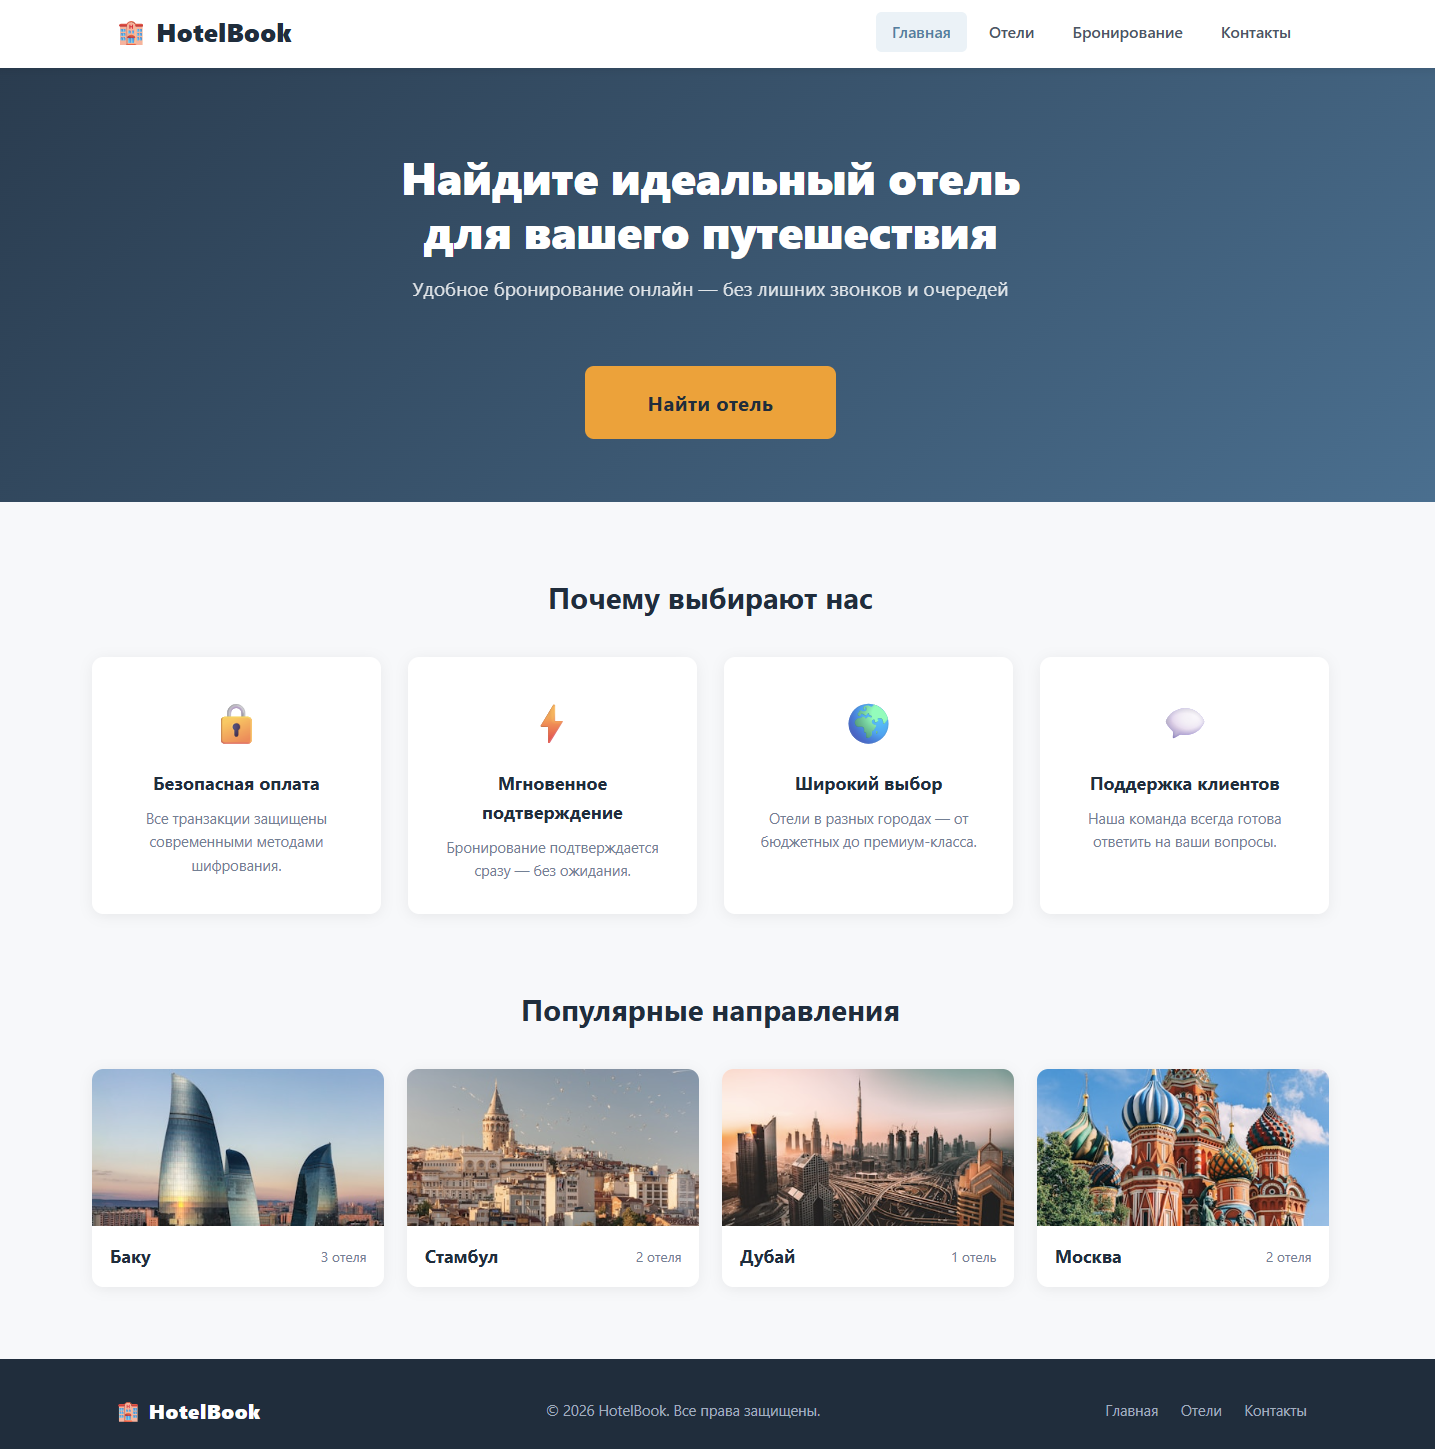 HotelBook
Главная Отели Бронирование Контакты
Найдите идеальный отель
для вашего путешествия
Удобное бронирование онлайн — без лишних звонков и очередей
Найти отель
Почему выбирают нас
Безопасная оплата
Все транзакции защищены
современными методами
шифрования.
Мгновенное
подтверждение
Бронирование подтверждается
сразу — без ожидания.
Широкий выбор
Отели в разных городах — от
бюджетных до премиум-класса.
Поддержка клиентов
Наша команда всегда готова
ответить на ваши вопросы.
Популярные направления
Баку 3 отеля
Стамбул 2 отеля
Дубай 1 отель
Москва 2 отеля
HotelBook
© 2026 HotelBook. Все права защищены.
Главная Отели Контакты